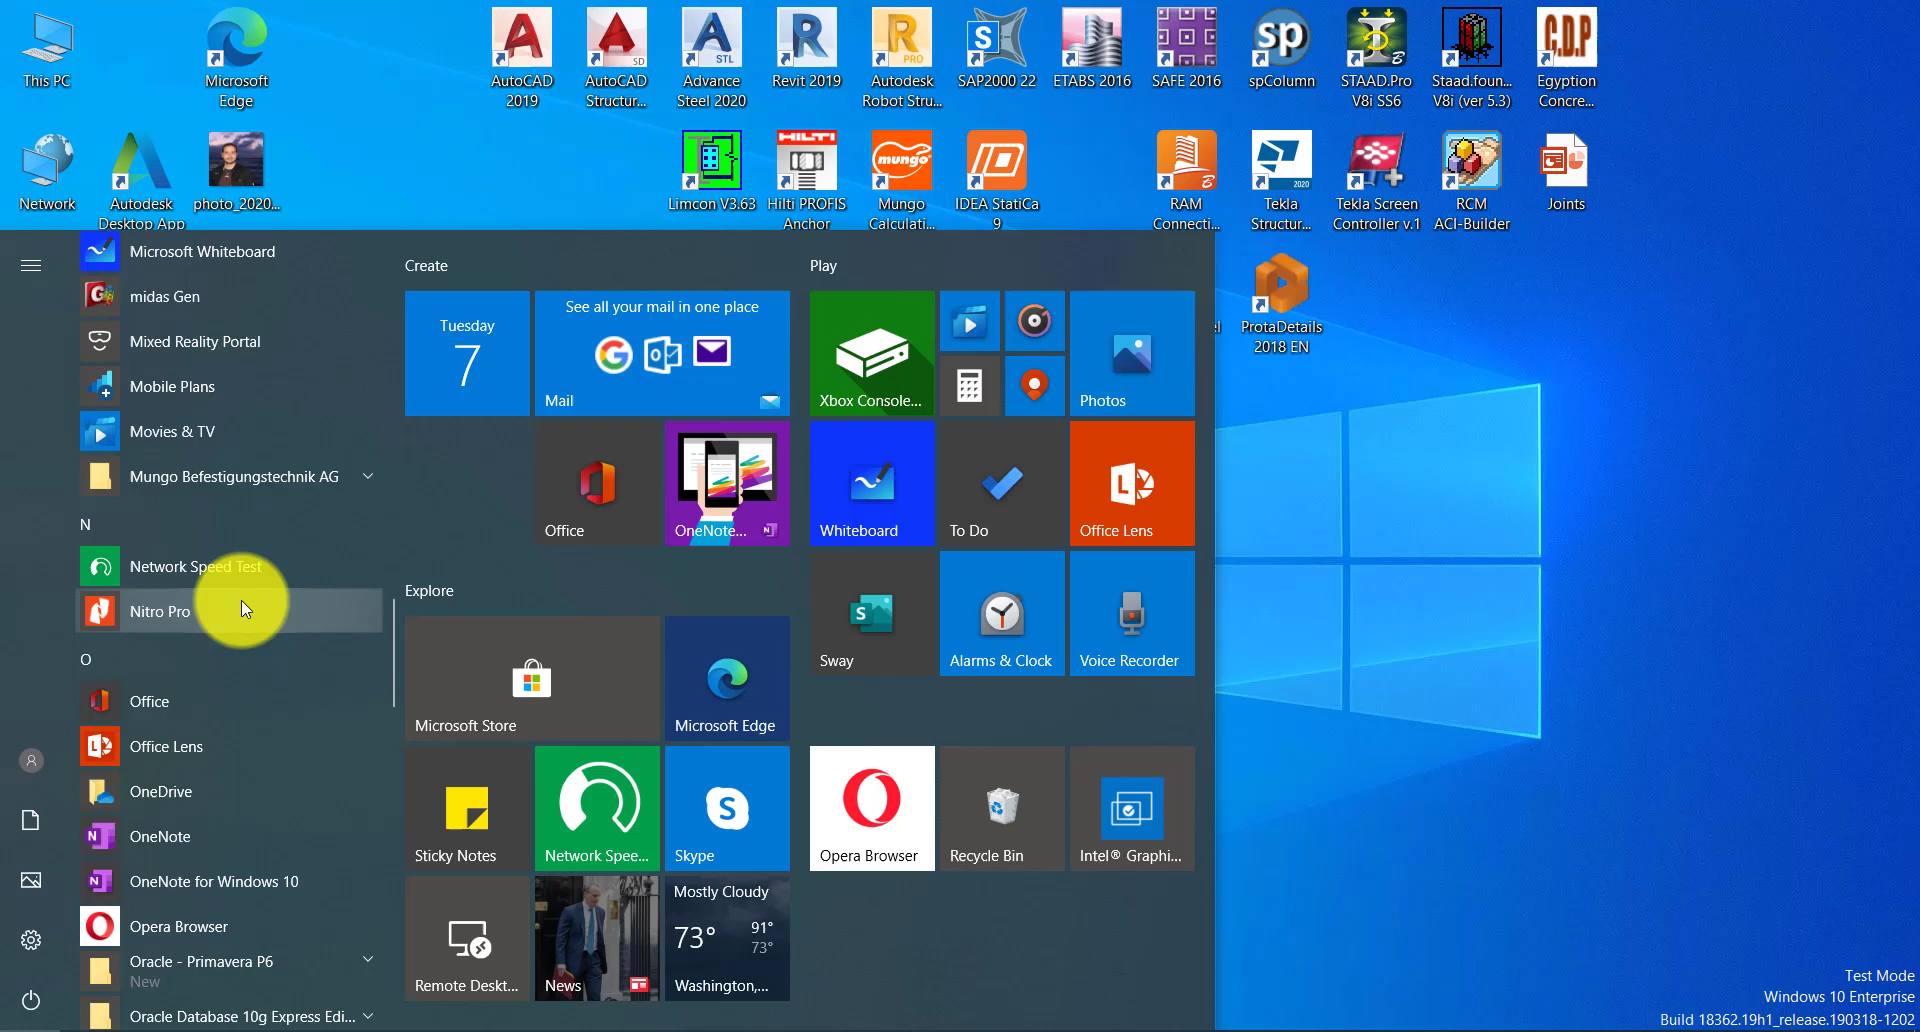 This PC
Microsoft
Edge
AutoCAD
2019
AutoCAD
Structur...
Advance
Steel 2020
Revit 2019
Autodesk
Robot Stru...
SAP2000 22
ETABS 2016
SAFE 2016
spColumn
STAAD.Pro
V8i SS6
Staad.foun...
V8i (ver 5.3)
Egyption
Concre...
Network
Autodesk
Desktop App
photo_2020...
Limcon V3.63
Hilti PROFIS
Anchor
Mungo
Calculati...
IDEA StatiCa
9
RAM
Connecti...
Tekla
Structur...
Tekla Screen
Controller v.1
RCM
ACI-Builder
Joints
ProtaDetails
2018 EN
Microsoft Whiteboard
midas Gen
Mixed Reality Portal
Mobile Plans
Movies & TV
Mungo Befestigungstechnik AG
N
Network Speed Test
Nitro Pro
O
Office
Office Lens
OneDrive
OneNote
OneNote for Windows 10
Opera Browser
Oracle - Primavera P6
New
Oracle Database 10g Express Edi...
Create
Tuesday
7
See all your mail in one place
Mail
Office
OneNote...
Explore
Microsoft Store
Microsoft Edge
Sticky Notes
Network Spee...
Skype
Remote Deskt...
News
Mostly Cloudy
73° 91°
73°
Washington,...
Play
Xbox Console...
Photos
Whiteboard
To Do
Office Lens
Sway
Alarms & Clock
Voice Recorder
Opera Browser
Recycle Bin
Intel® Graphi...
Test Mode
Windows 10 Enterprise
Build 18362.19h1_release.190318-1202